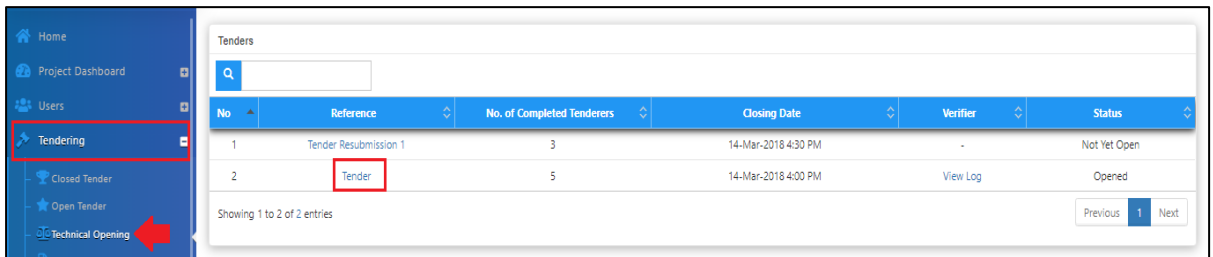 Home
Project Dashboard
Users
Tendering
Closed Tender
Open Tender
Technical Opening
Tenders
No Reference No. of Completed Tenderers Closing Date Verifier Status
1 Tender Resubmission 1 3 14-Mar-2018 4:30 PM - Not Yet Open
2 Tender 5 14-Mar-2018 4:00 PM View Log Opened
Showing 1 to 2 of 2 entries Previous 1 Next